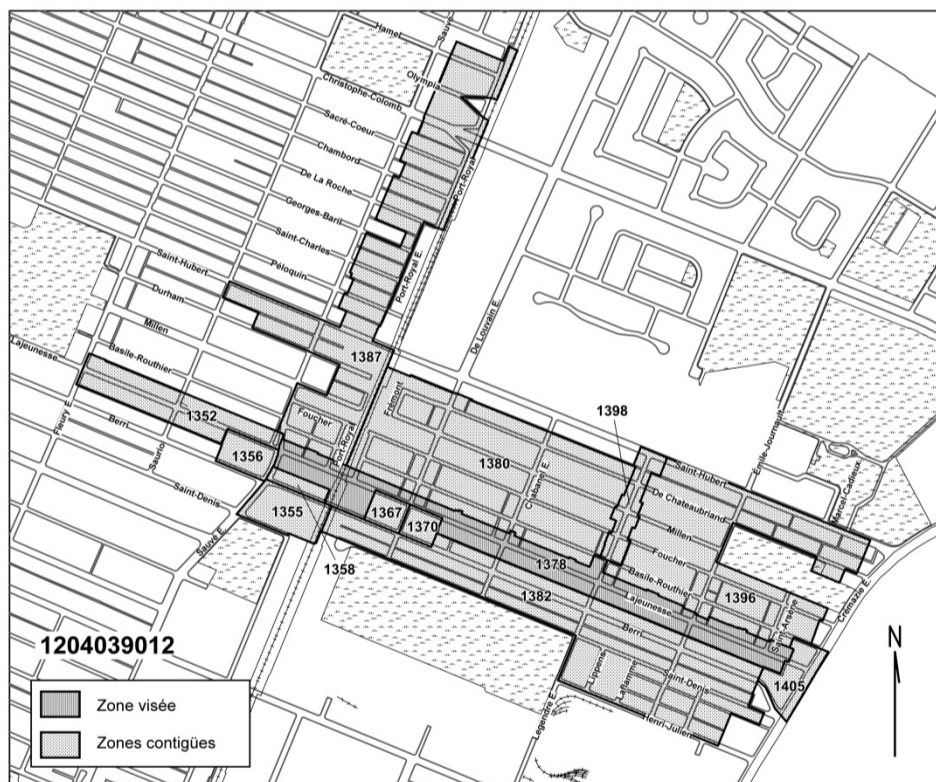 Hamel
Sauvé
Olympia
Christophe-Colomb
Sacré-Coeur
Chambord
De La Roche
Georges-Baril
Saint-Charles
Péloquin
Port-Royal
Port-Royal E.
Saint-Hubert
Durham
Millen
Basile-Routhier
Lajeunesse
De Louvain E.
1387
1352
Fleury E.
Berri
Sauriol
1356
Foucher
Port-Royal
Frémont
1398
1380
Chabanel E.
Saint-Hubert
De Chateaubriand
Millen
Foucher
Basile-Routhier
Émile-Journault
Marcel-Cadieux
Crémazie E.
Saint-Denis
Sauvé E.
1355
1358
1367
1370
1378
1382
Lajeunesse
1396
Berri
Saint-Denis
1405
Lippens
Laflamme
Henri-Julien
Legendre E.
1204039012
Zone visée
Zones contigües
N